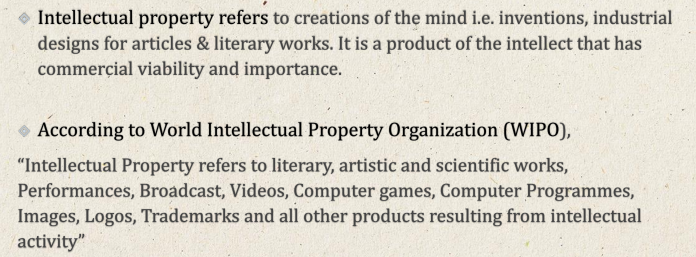 Intellectual property refers to creations of the mind i.e. inventions, industrial
designs for articles & literary works. It is a product of the intellect that has
commercial viability and importance.
According to World Intellectual Property Organization (WIPO),
“Intellectual Property refers to literary, artistic and scientific works,
Performances, Broadcast, Videos, Computer games, Computer Programmes,
Images, Logos, Trademarks and all other products resulting from intellectual
activity”